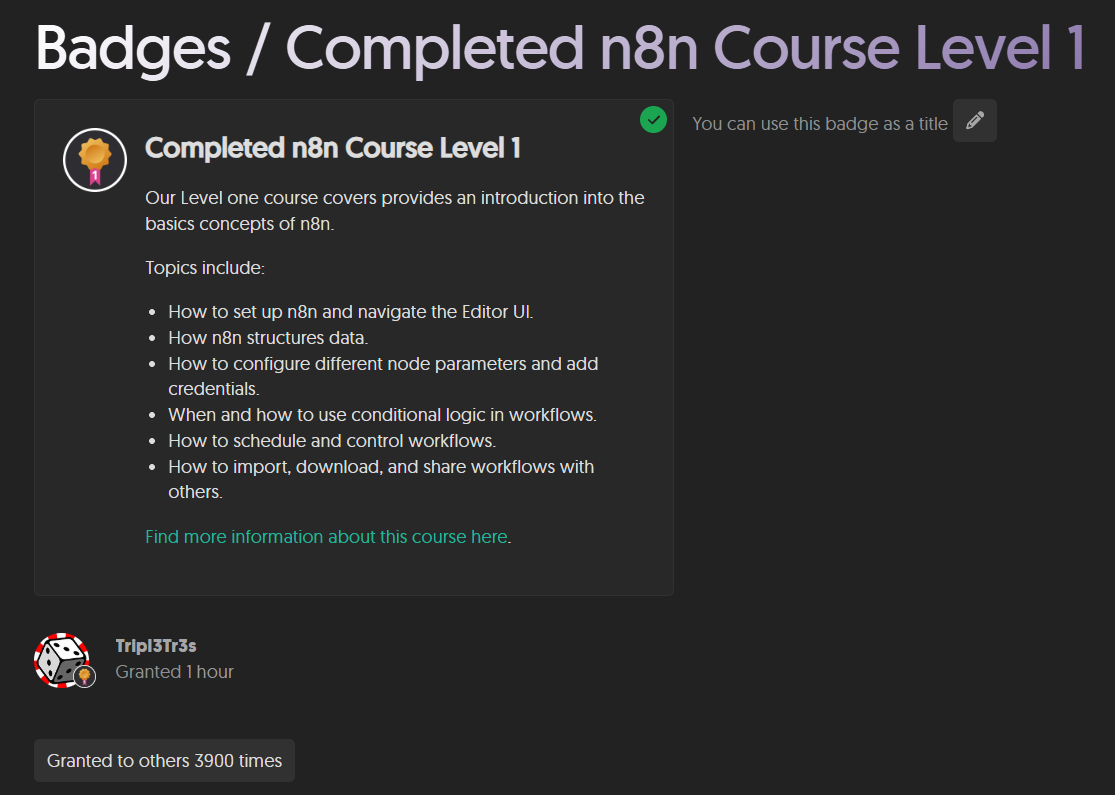 Badges / Completed n8n Course Level 1
Completed n8n Course Level 1
You can use this badge as a title
1
Our Level one course covers provides an introduction into the
basics concepts of n8n.
Topics include:
• How to set up n8n and navigate the Editor UI.
• How n8n structures data.
• How to configure different node parameters and add
credentials.
• When and how to use conditional logic in workflows.
• How to schedule and control workflows.
• How to import, download, and share workflows with
others.
Find more information about this course here.
Tripl3Tr3s
Granted 1 hour
Granted to others 3900 times